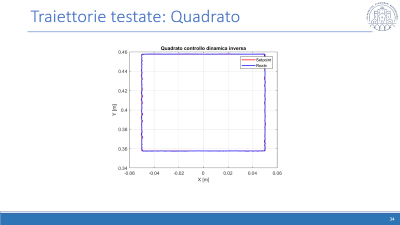 Traiettorie testate: Quadrato
Quadrato controllo dinamica inversa
Setpoint
Reale
0.46
0.44
0.42
0.4
0.38
0.36
0.34
Y [m]
-0.06
-0.04
-0.02
0
0.02
0.04
0.06
X [m]
34